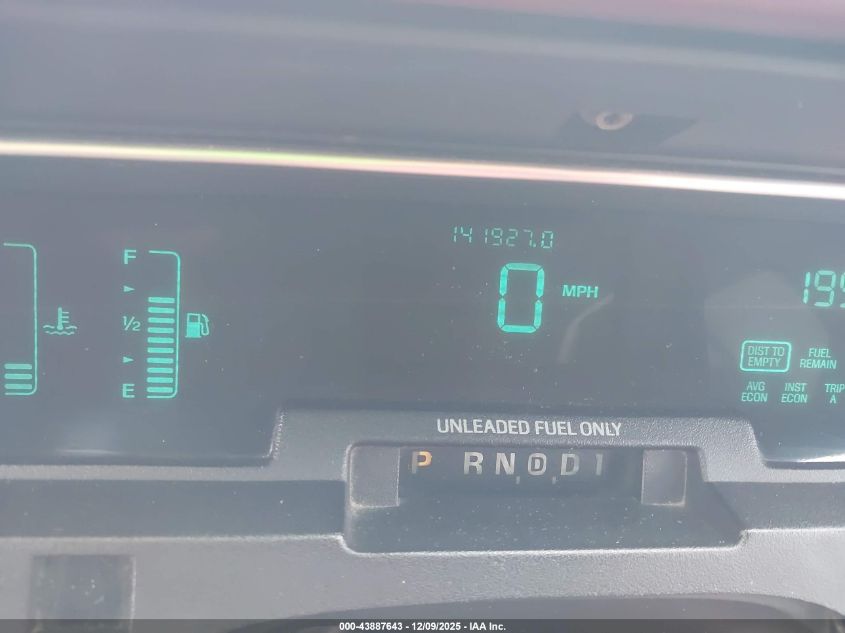 141927.0
F
1/2
E
0 MPH
DIST TO
EMPTY
FUEL
REMAIN
AVG
ECON
INST
ECON
TRIP
A
UNLEADED FUEL ONLY
P R N D D 1
000-43887643 - 12/09/2025 - IAA Inc.